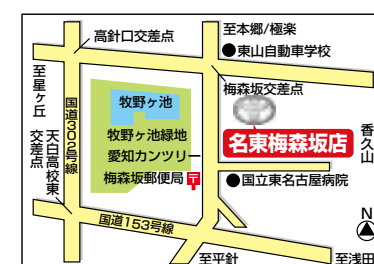 至本郷/極楽
高針口交差点
●東山自動車学校
至星ヶ丘
梅森坂交差点
国道302号線
牧野ヶ池
牧野ヶ池緑地
愛知カンツリー
名東梅森坂店
香久山
天白高校東交差点
梅森坂郵便局〒
●国立東名古屋病院
国道153号線
N
至平針
至浅田